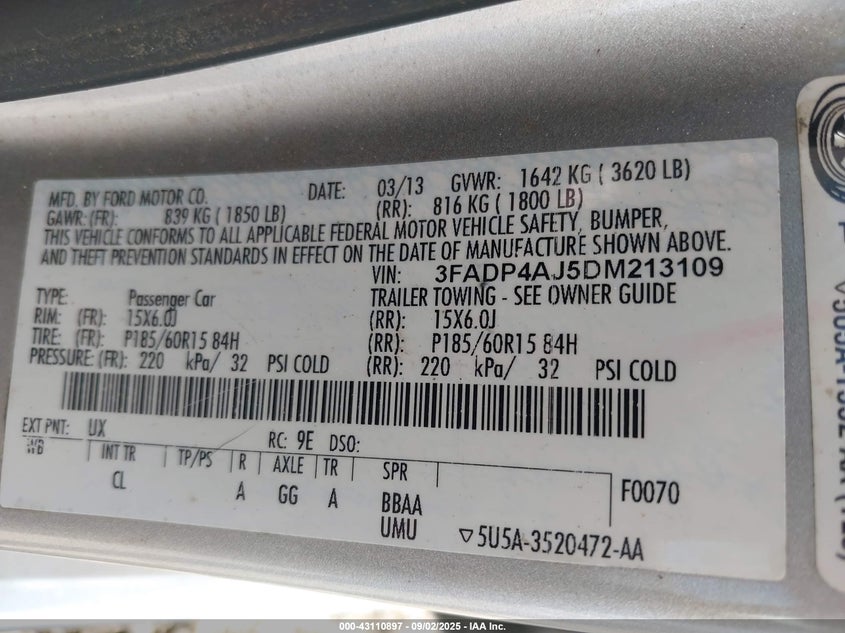 MFD. BY FORD MOTOR CO. DATE: 03/13 GVWR: 1642 KG ( 3620 LB)
GAWR: (FR): 839 KG ( 1850 LB) (RR): 816 KG ( 1800 LB)
THIS VEHICLE CONFORMS TO ALL APPLICABLE FEDERAL MOTOR VEHICLE SAFETY, BUMPER,
AND THEFT PREVENTION STANDARDS IN EFFECT ON THE DATE OF MANUFACTURE SHOWN ABOVE.
VIN: 3FADP4AJ5DM213109
TYPE: Passenger Car TRAILER TOWING - SEE OWNER GUIDE
RIM: (FR): 15X6.0J (RR): 15X6.0J
TIRE: (FR): P185/60R15 84H (RR): P185/60R15 84H
PRESSURE: (FR): 220 kPa/ 32 PSI COLD (RR): 220 kPa/ 32 PSI COLD
EXT PNT: UX RC: 9E DSO:
WB INT TR TP/PS R AXLE TR SPR
CL A GG A BBAA F0070
UMU ▽5U5A-3520472-AA
000-43110897 - 09/02/2025 - IAA Inc.